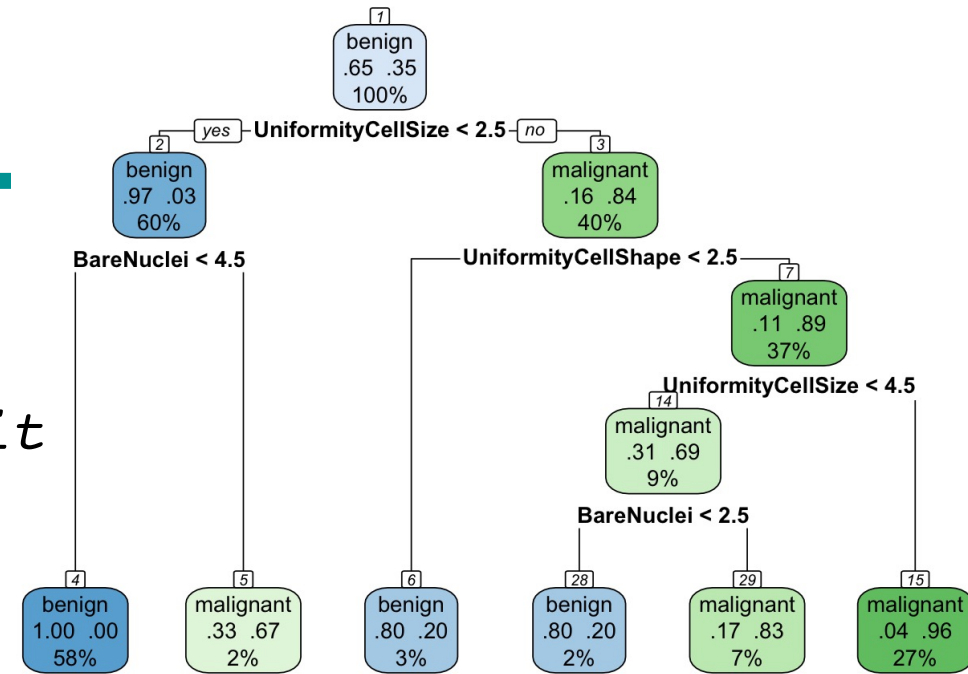 1
benign
.65 .35
100%
yes UniformityCellSize < 2.5 no
2
benign
.97 .03
60%
3
malignant
.16 .84
40%
BareNuclei < 4.5
UniformityCellShape < 2.5
7
malignant
.11 .89
37%
UniformityCellSize < 4.5
14
malignant
.31 .69
9%
it
BareNuclei < 2.5
4
benign
1.00 .00
58%
5
malignant
.33 .67
2%
6
benign
.80 .20
3%
28
benign
.80 .20
2%
29
malignant
.17 .83
7%
15
malignant
.04 .96
27%